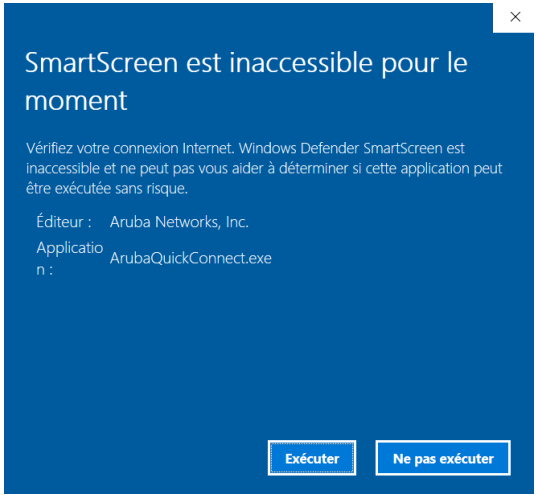 SmartScreen est inaccessible pour le
moment
Vérifiez votre connexion Internet. Windows Defender SmartScreen est
inaccessible et ne peut pas vous aider à déterminer si cette application peut
être exécutée sans risque.
Éditeur : Aruba Networks, Inc.
Applicatio
n : ArubaQuickConnect.exe
Exécuter Ne pas exécuter